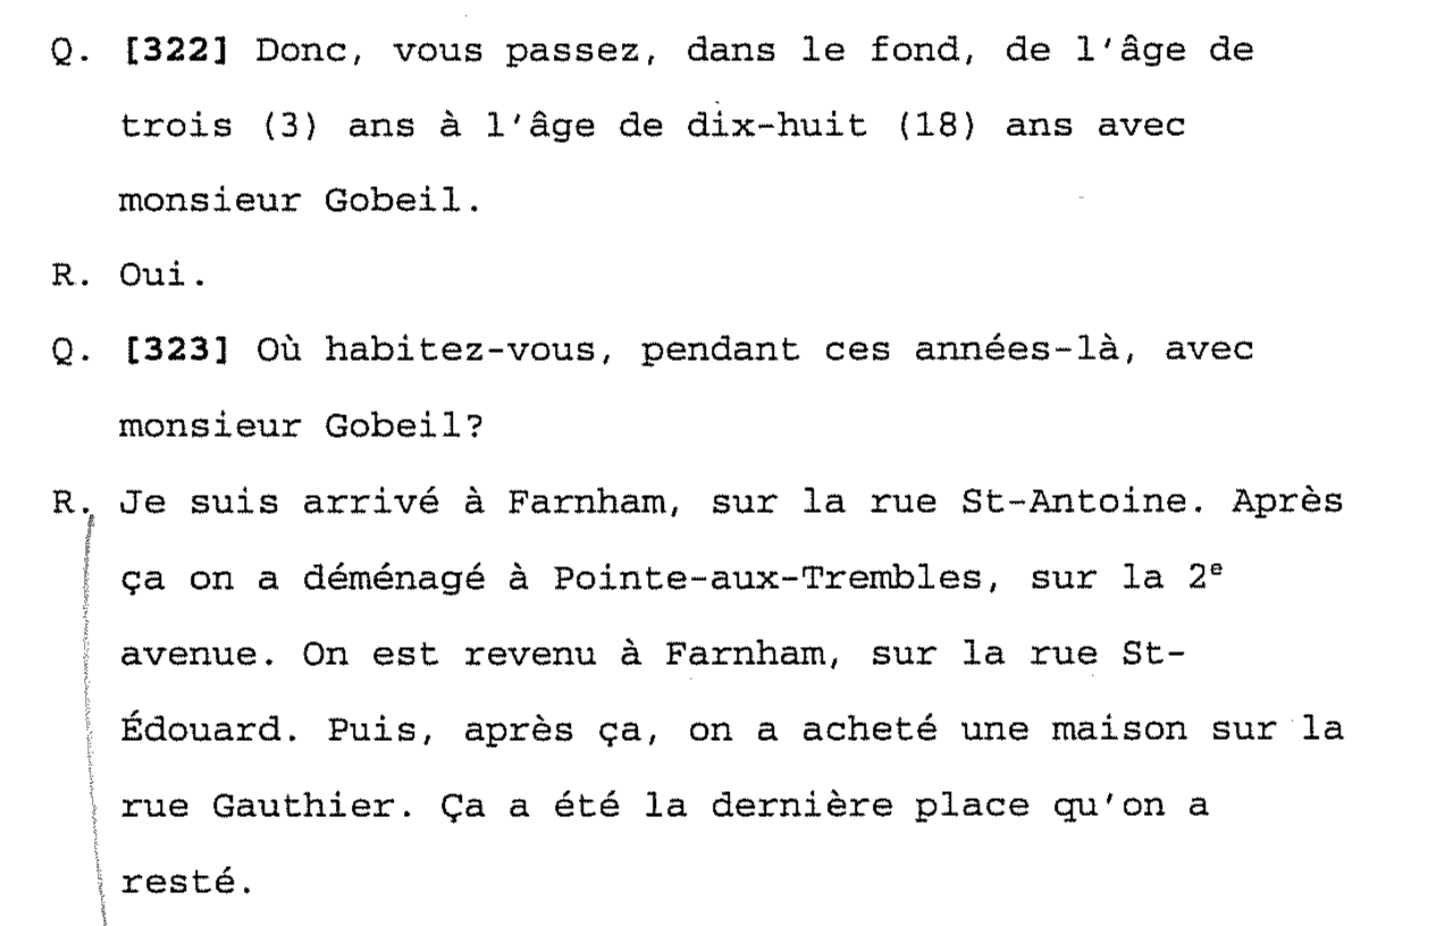 Q. [322] Donc, vous passez, dans le fond, de l'âge de
trois (3) ans à l'âge de dix-huit (18) ans avec
monsieur Gobeil.
R. Oui.
Q. [323] Où habitez-vous, pendant ces années-là, avec
monsieur Gobeil?
R. Je suis arrivé à Farnham, sur la rue St-Antoine. Après
ça on a déménagé à Pointe-aux-Trembles, sur la 2e
avenue. On est revenu à Farnham, sur la rue St-
Édouard. Puis, après ça, on a acheté une maison sur la
rue Gauthier. Ça a été la dernière place qu'on a
resté.